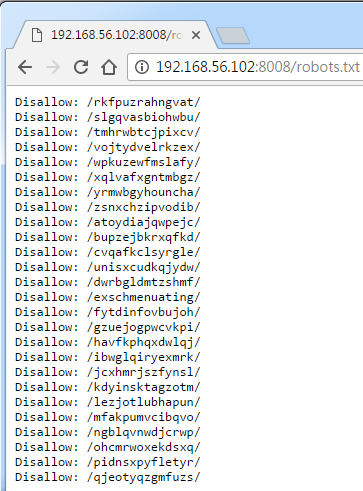 192.168.56.102:8008/ro
192.168.56.102:8008/robots.txt
Disallow: /rkfpuzrahngvat/
Disallow: /slgqvasbiohwbu/
Disallow: /tmhrwbtcjpixcv/
Disallow: /vojtydvelrkzex/
Disallow: /wpkuzewfmslafy/
Disallow: /xqlvafxgntmbgz/
Disallow: /yrmwbgyhouncha/
Disallow: /zsnxchzipvodib/
Disallow: /atoydiajqwpejc/
Disallow: /bupzejbkrxqfkd/
Disallow: /cvqafkclsyrgle/
Disallow: /unisxcudkqjydw/
Disallow: /dwrbgldmtzshmf/
Disallow: /exschmenuating/
Disallow: /fytdinfovbujoh/
Disallow: /gzuejogpwcvkpi/
Disallow: /havfkphqxdwlqj/
Disallow: /ibwglqiryexmrk/
Disallow: /jcxhmrjszfynsl/
Disallow: /kdyinsktagzotm/
Disallow: /lezjotlubhapun/
Disallow: /mfakpumvcibqvo/
Disallow: /ngblqvnwdjcrwp/
Disallow: /ohcmrwoxekdsxq/
Disallow: /pidnsxpyfletyr/
Disallow: /qjeotyqzgmfuzs/